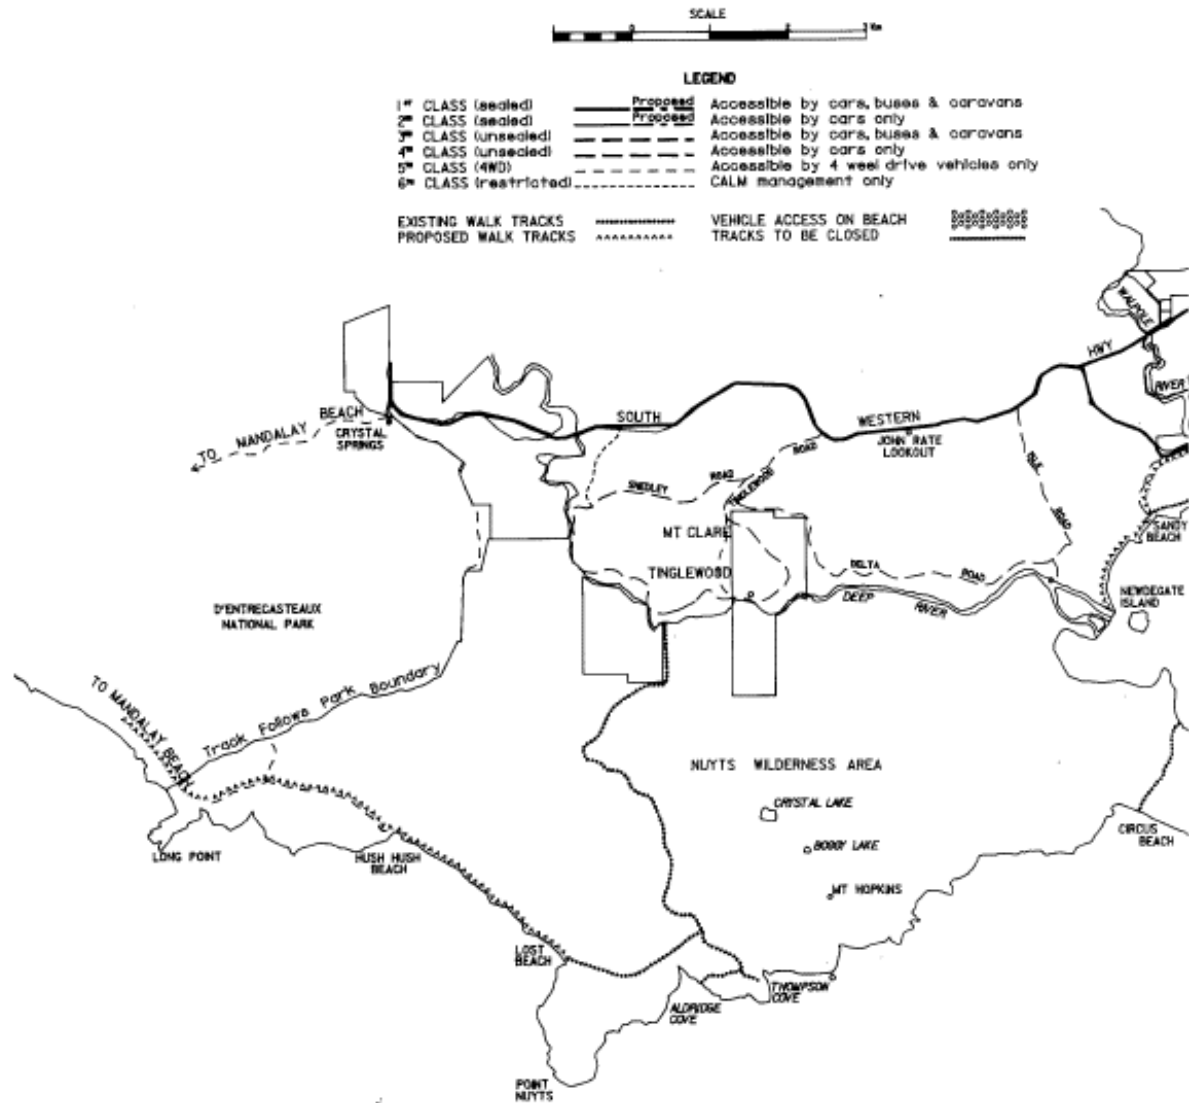 SCALE
0
3 Km
LEGEND
1ST CLASS (sealed) Proposed Accessible by cars, buses & caravans
2ND CLASS (sealed) Proposed Accessible by cars only
3RD CLASS (unsealed) Accessible by cars, buses & caravans
4TH CLASS (unsealed) Accessible by cars only
5TH CLASS (4WD) Accessible by 4 weel drive vehicles only
6TH CLASS (restricted) CALM management only
EXISTING WALK TRACKS VEHICLE ACCESS ON BEACH
PROPOSED WALK TRACKS TRACKS TO BE CLOSED
WALPOLE
HWY
RIVER
TO MANDALAY BEACH
CRYSTAL
SPRINGS
SOUTH
WESTERN
JOHN RATE
LOOKOUT
ROAD
SHEDLEY ROAD
TINGLEWOOD
ISLE
ROAD
MT CLARE
SANDY
BEACH
TINGLEWOOD
DELTA
ROAD
DEEP
RIVER
NEWDEGATE
ISLAND
D'ENTRECASTEAUX
NATIONAL PARK
TO MANDALAY BEACH
Track Follows Park Boundary
NUYTS WILDERNESS AREA
CRYSTAL LAKE
BOGGY LAKE
CIRCUS
BEACH
LONG POINT
HUSH HUSH
BEACH
MT HOPKINS
LOST
BEACH
THOMPSON
COVE
ALDRIDGE
COVE
POINT
NUYTS